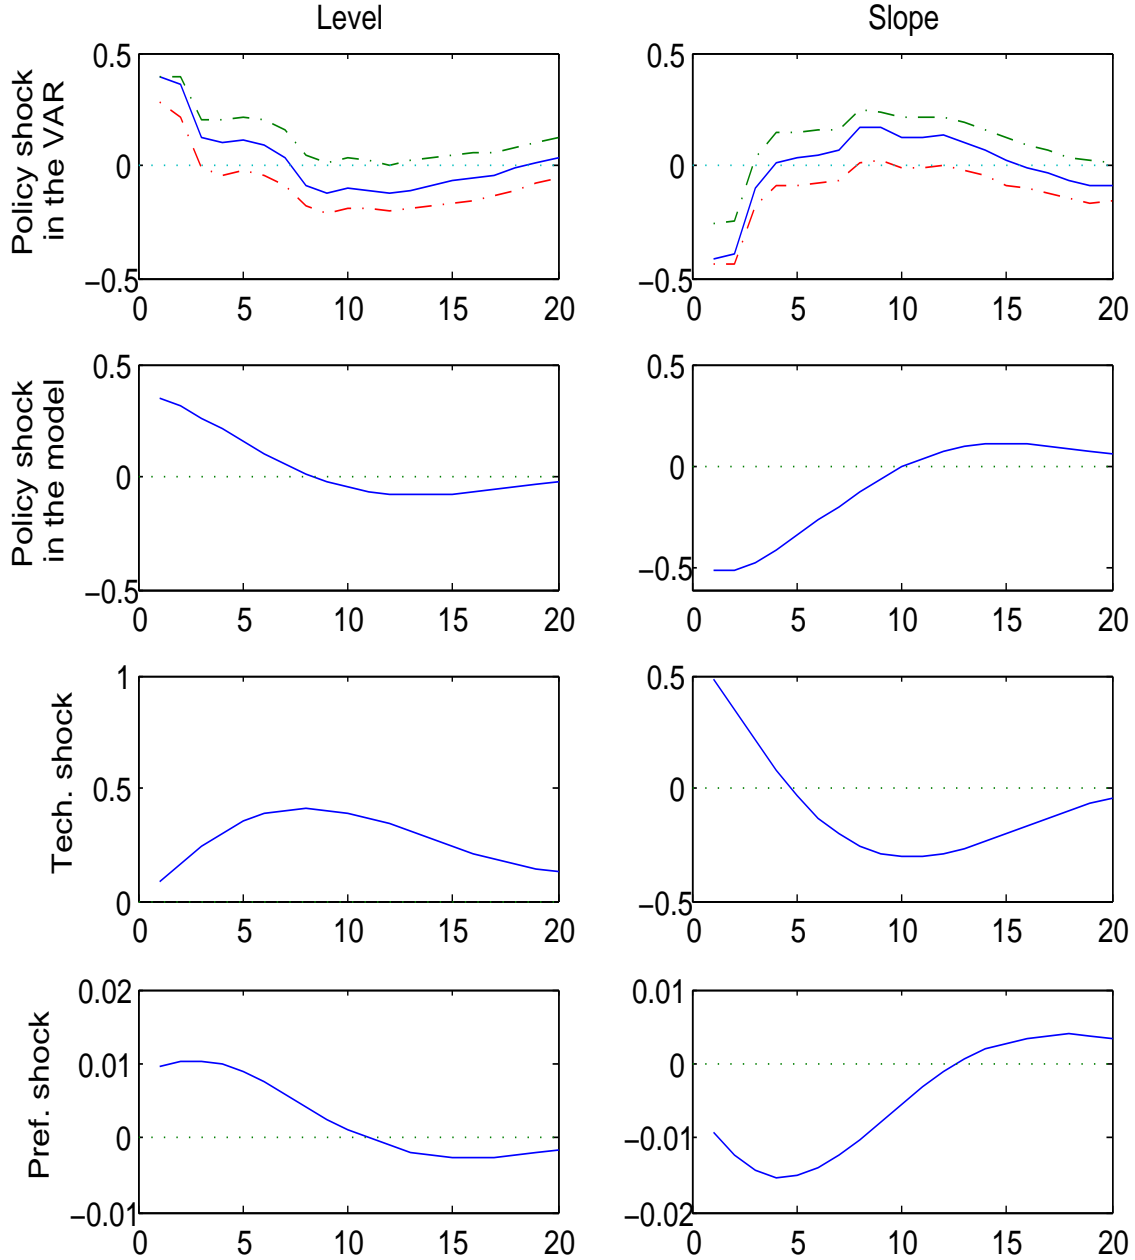 Level Slope
Policy shock
in the VAR
0.5
0
−0.5
0 5 10 15 20
0.5
0
−0.5
0 5 10 15 20
Policy shock
in the model
0.5
0
−0.5
0 5 10 15 20
0.5
0
−0.5
0 5 10 15 20
Tech. shock
1
0.5
0
0 5 10 15 20
0.5
0
−0.5
0 5 10 15 20
Pref. shock
0.02
0.01
0
−0.01
0 5 10 15 20
0.01
0
−0.01
−0.02
0 5 10 15 20